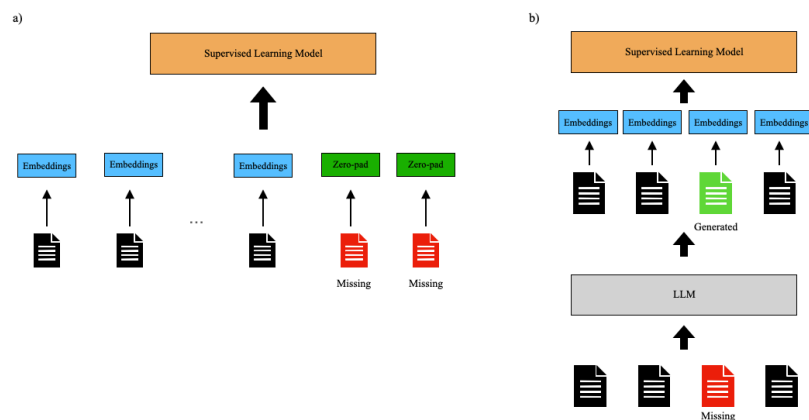 a)
Supervised Learning Model
Embeddings
Embeddings
Embeddings
Zero-pad
Zero-pad
...
Missing
Missing
b)
Supervised Learning Model
Embeddings
Embeddings
Embeddings
Embeddings
Generated
LLM
Missing